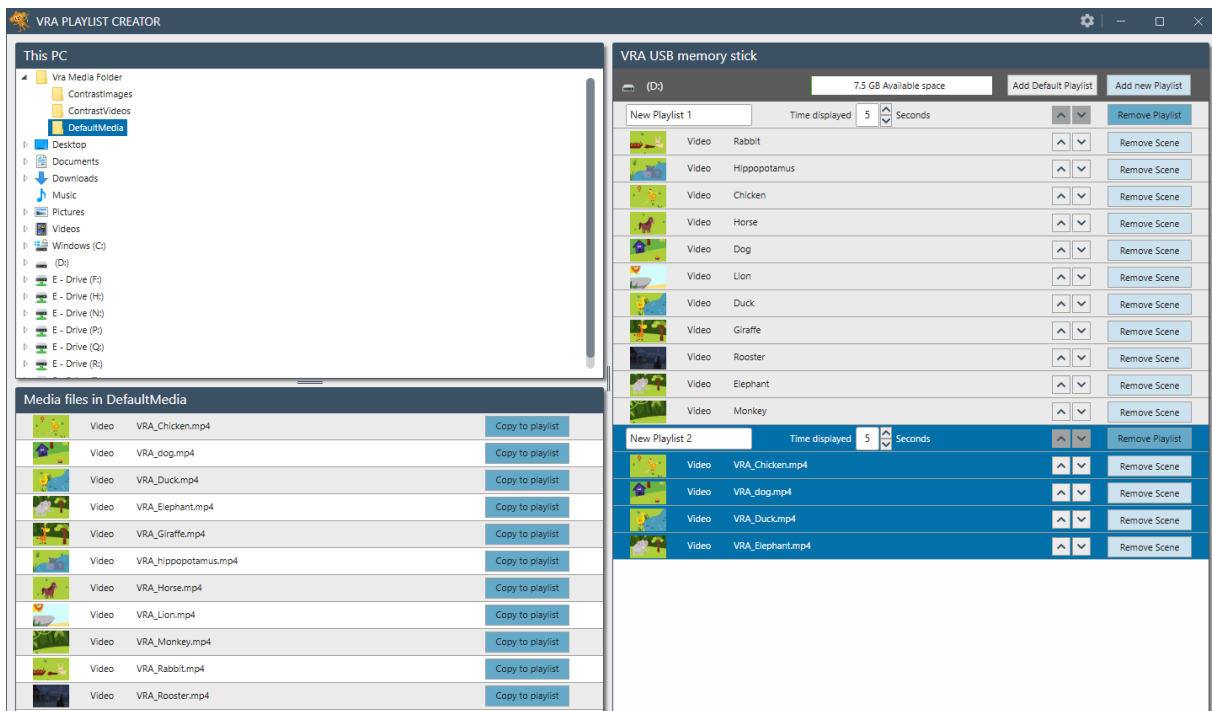 VRA PLAYLIST CREATOR
This PC
Vra Media Folder
ContrastImages
ContrastVideos
DefaultMedia
Desktop
Documents
Downloads
Music
Pictures
Videos
Windows (C:)
(D:)
E - Drive (F:)
E - Drive (H:)
E - Drive (N:)
E - Drive (P:)
E - Drive (Q:)
E - Drive (R:)
Media files in DefaultMedia
Video VRA_Chicken.mp4 Copy to playlist
Video VRA_dog.mp4 Copy to playlist
Video VRA_Duck.mp4 Copy to playlist
Video VRA_Elephant.mp4 Copy to playlist
Video VRA_Giraffe.mp4 Copy to playlist
Video VRA_hippopotamus.mp4 Copy to playlist
Video VRA_Horse.mp4 Copy to playlist
Video VRA_Lion.mp4 Copy to playlist
Video VRA_Monkey.mp4 Copy to playlist
Video VRA_Rabbit.mp4 Copy to playlist
Video VRA_Rooster.mp4 Copy to playlist
VRA USB memory stick
(D:) 7.5 GB Available space Add Default Playlist Add new Playlist
New Playlist 1 Time displayed 5 Seconds Remove Playlist
Video Rabbit Remove Scene
Video Hippopotamus Remove Scene
Video Chicken Remove Scene
Video Horse Remove Scene
Video Dog Remove Scene
Video Lion Remove Scene
Video Duck Remove Scene
Video Giraffe Remove Scene
Video Rooster Remove Scene
Video Elephant Remove Scene
Video Monkey Remove Scene
New Playlist 2 Time displayed 5 Seconds Remove Playlist
Video VRA_Chicken.mp4 Remove Scene
Video VRA_dog.mp4 Remove Scene
Video VRA_Duck.mp4 Remove Scene
Video VRA_Elephant.mp4 Remove Scene